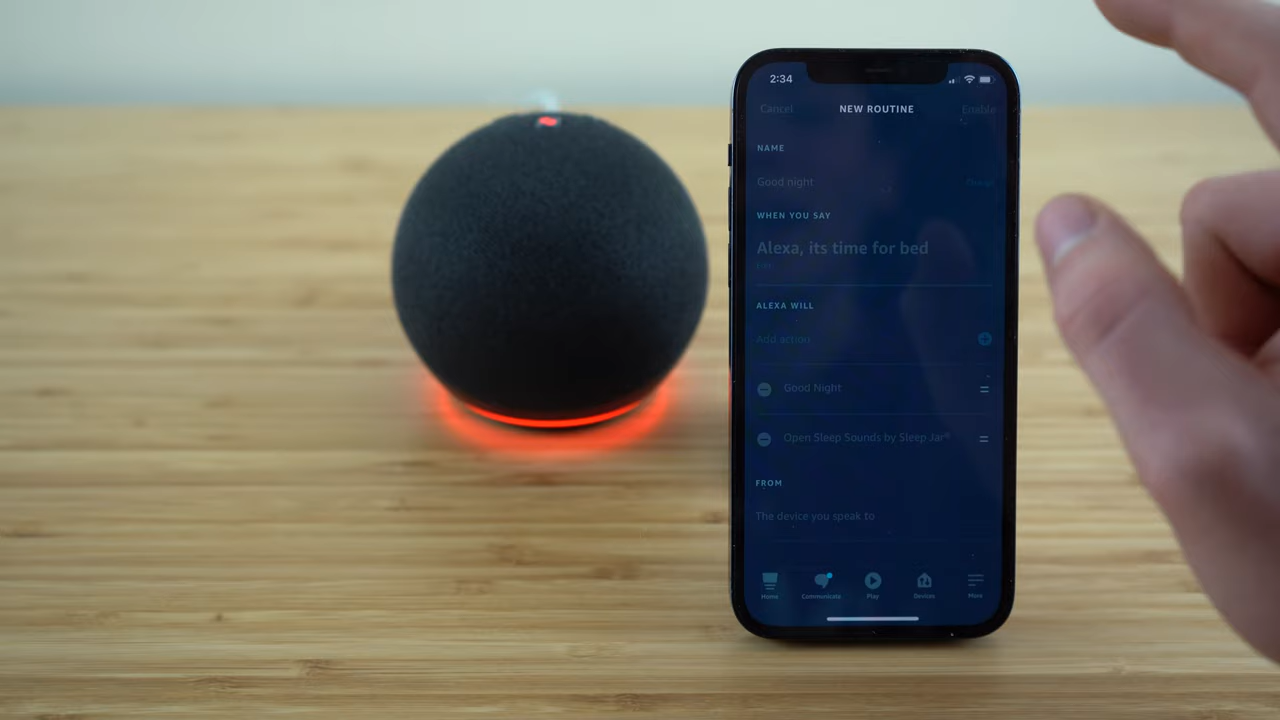 2:34
Cancel NEW ROUTINE Enable
NAME
Good night Change
WHEN YOU SAY
Alexa, its time for bed
ALEXA WILL
Add action
Good Night
Open Sleep Sounds by Sleep Jar®
FROM
The device you speak to
Home Communicate Play Devices More